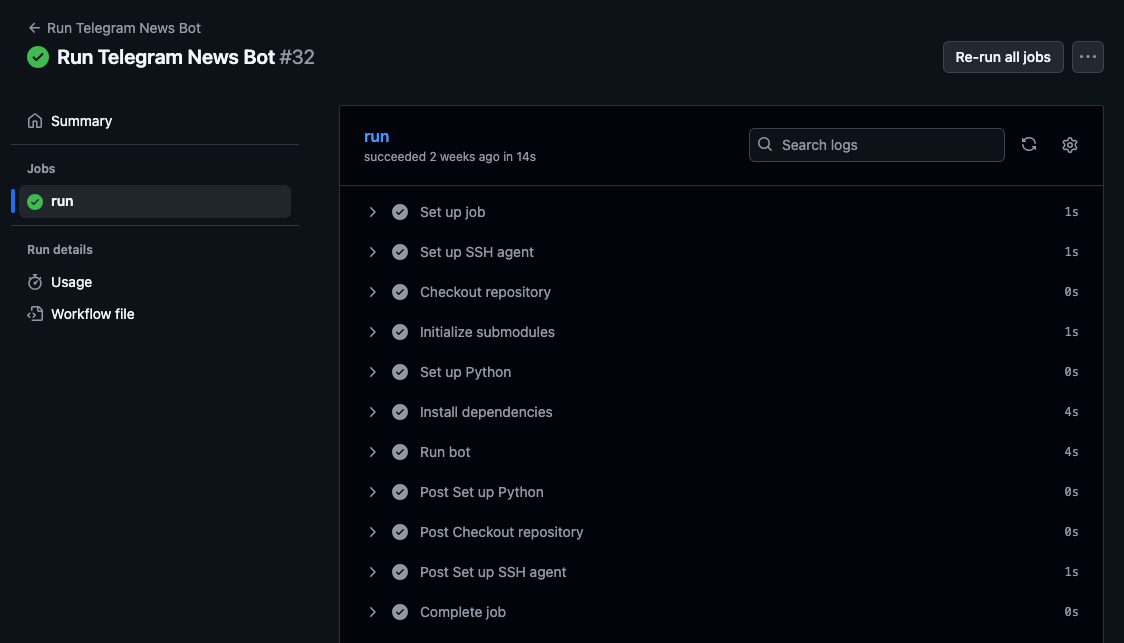 Run Telegram News Bot
Run Telegram News Bot #32
Re-run all jobs
Summary
Jobs
run
Run details
Usage
Workflow file
run
succeeded 2 weeks ago in 14s
Search logs
Set up job 1s
Set up SSH agent 1s
Checkout repository 0s
Initialize submodules 1s
Set up Python 0s
Install dependencies 4s
Run bot 4s
Post Set up Python 0s
Post Checkout repository 0s
Post Set up SSH agent 1s
Complete job 0s